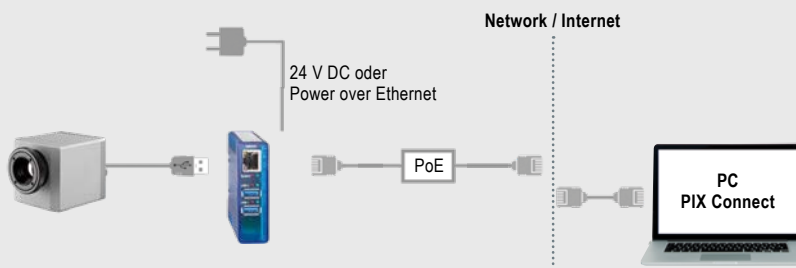 Network / Internet
24 V DC oder
Power over Ethernet
PoE
PC
PIX Connect